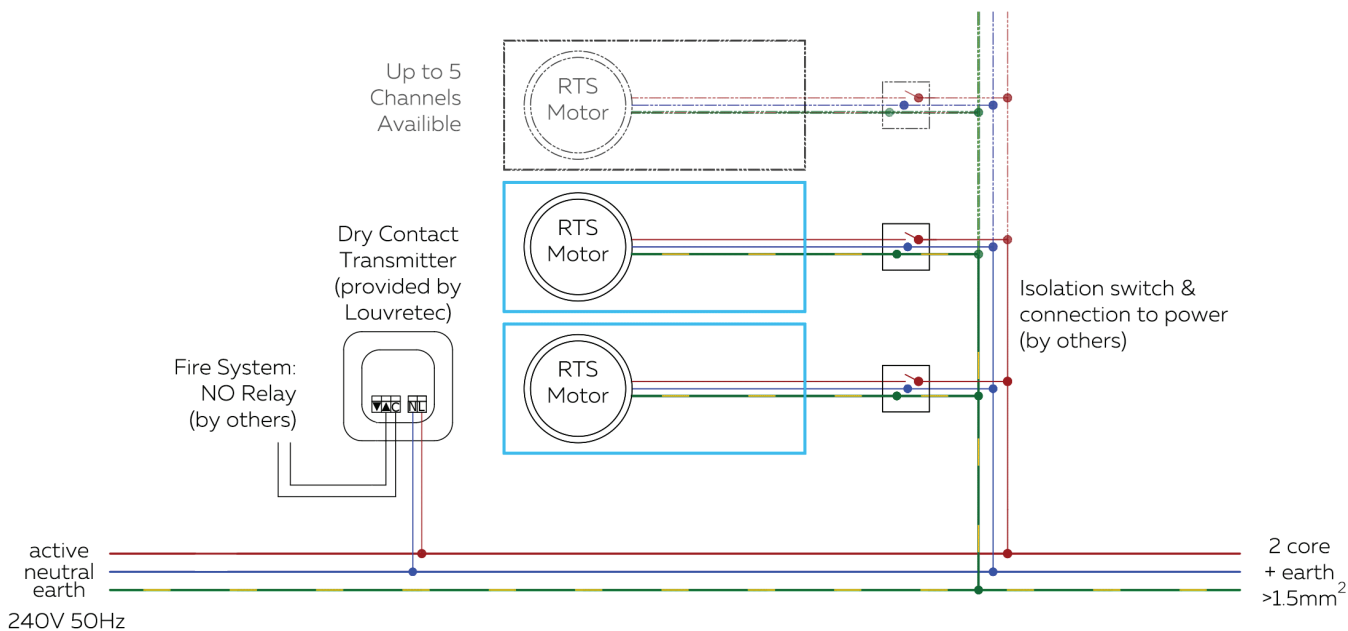 Up to 5
Channels
Availible
RTS
Motor
RTS
Motor
Dry Contact
Transmitter
(provided by
Louvretec)
Isolation switch &
connection to power
(by others)
RTS
Motor
Fire System:
NO Relay
(by others)
▼▲C NL
active
neutral
earth
240V 50Hz
2 core
+ earth
>1.5mm²